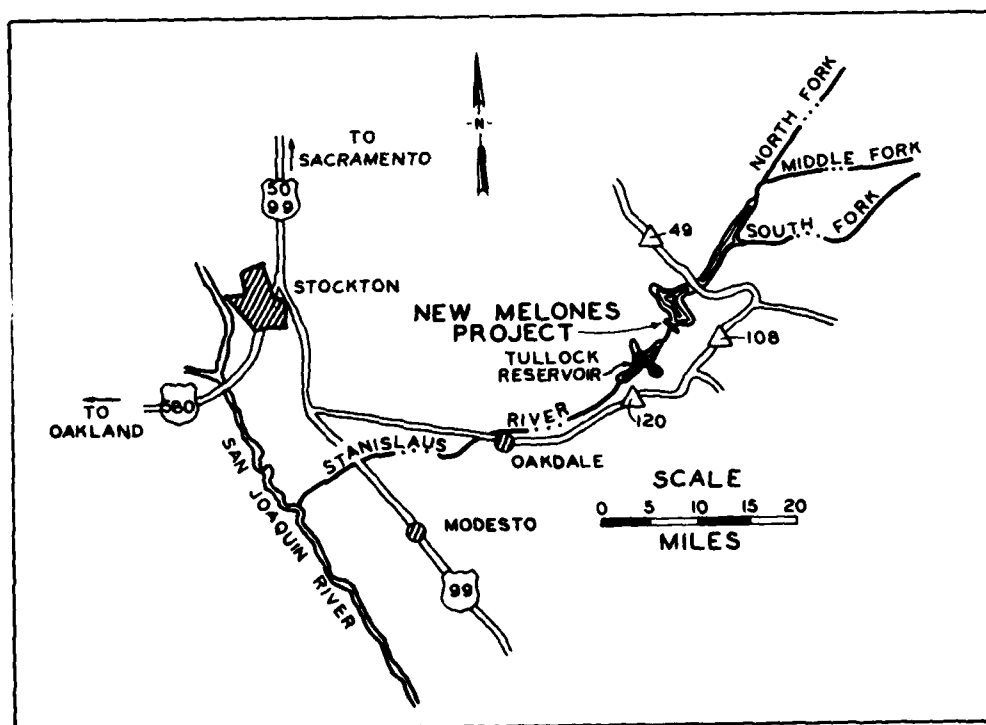 TO
SACRAMENTO
50
99
-N-
NORTH FORK
MIDDLE FORK
SOUTH FORK
49
STOCKTON
NEW MELONES
PROJECT
108
TULLOCK
RESERVOIR
580
TO
OAKLAND
120
STANISLAUS RIVER
OAKDALE
SAN JOAQUIN RIVER
SCALE
0 5 10 15 20
MILES
MODESTO
99